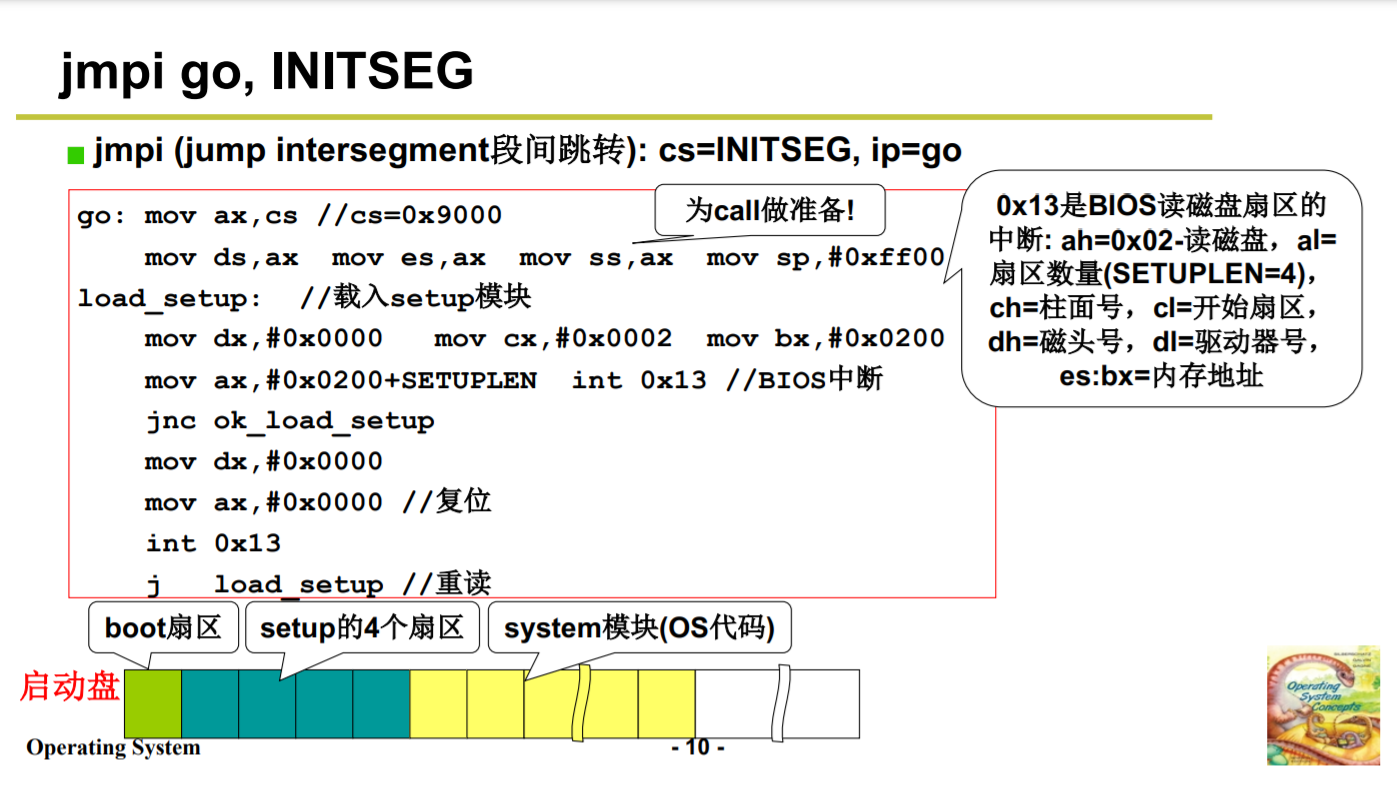 jmpi go, INITSEG
jmpi (jump intersegment段间跳转): cs=INITSEG, ip=go
go: mov ax,cs //cs=0x9000
为call做准备!
mov ds,ax mov es,ax mov ss,ax mov sp,#0xff00
load_setup: //载入setup模块
mov dx,#0x0000 mov cx,#0x0002 mov bx,#0x0200
mov ax,#0x0200+SETUPLEN int 0x13 //BIOS中断
jnc ok_load_setup
mov dx,#0x0000
mov ax,#0x0000 //复位
int 0x13
j load_setup //重读
0x13是BIOS读磁盘扇区的
中断: ah=0x02-读磁盘，al=
扇区数量(SETUPLEN=4)，
ch=柱面号，cl=开始扇区，
dh=磁头号，dl=驱动器号，
es:bx=内存地址
boot扇区
setup的4个扇区
system模块(OS代码)
启动盘
Operating System
- 10 -
Operating
System
Concepts